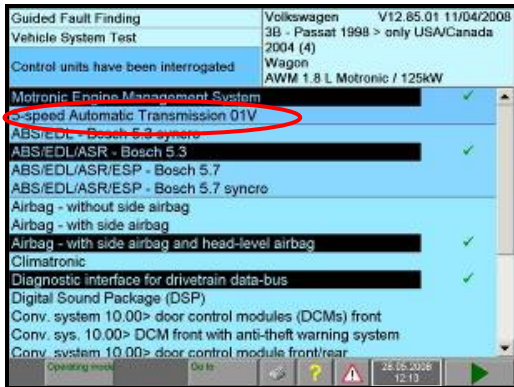 Guided Fault Finding
Volkswagen V12.85.01 11/04/2008
Vehicle System Test
3B - Passat 1998 > only USA/Canada
2004 (4)
Control units have been interrogated
Wagon
AWM 1.8 L Motronic / 125kW
Motronic Engine Management System
5-speed Automatic Transmission 01V
ABS/EDL - Bosch 5.3 syncro
ABS/EDL/ASR - Bosch 5.3
ABS/EDL/ASR/ESP - Bosch 5.7
ABS/EDL/ASR/ESP - Bosch 5.7 syncro
Airbag - without side airbag
Airbag - with side airbag
Airbag - with side airbag and head-level airbag
Climatronic
Diagnostic interface for drivetrain data-bus
Digital Sound Package (DSP)
Conv. system 10.00> door control modules (DCMs) front
Conv. sys. 10.00> DCM front with anti-theft warning system
Conv. system 10.00> door control module front/rear
Operating mode Go to ? 28.05.2008
12:13